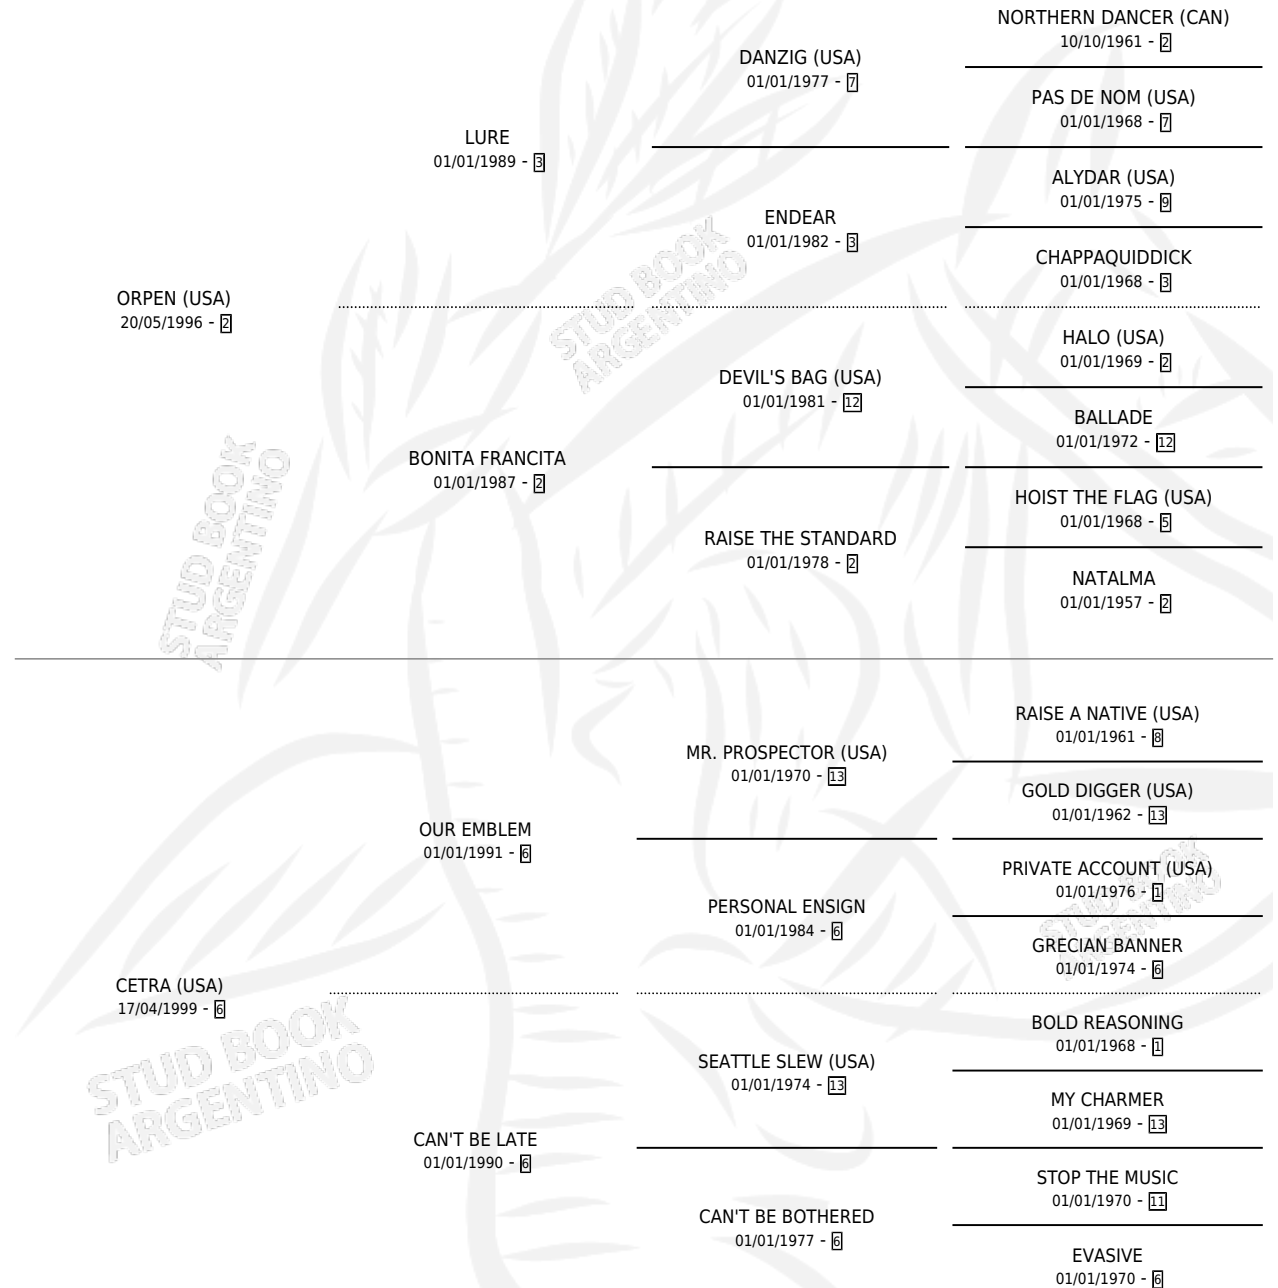 NORTHERN DANCER (CAN)
10/10/1961 - 2
DANZIG (USA)
01/01/1977 - 7
PAS DE NOM (USA)
01/01/1968 - 7
LURE
01/01/1989 - 3
ALYDAR (USA)
01/01/1975 - 9
ENDEAR
01/01/1982 - 3
CHAPPAQUIDDICK
01/01/1968 - 3
ORPEN (USA)
20/05/1996 - 2
HALO (USA)
01/01/1969 - 2
DEVIL'S BAG (USA)
01/01/1981 - 12
BALLADE
01/01/1972 - 12
BONITA FRANCITA
01/01/1987 - 2
HOIST THE FLAG (USA)
01/01/1968 - 5
RAISE THE STANDARD
01/01/1978 - 2
NATALMA
01/01/1957 - 2
RAISE A NATIVE (USA)
01/01/1961 - 8
MR. PROSPECTOR (USA)
01/01/1970 - 13
GOLD DIGGER (USA)
01/01/1962 - 13
OUR EMBLEM
01/01/1991 - 6
PRIVATE ACCOUNT (USA)
01/01/1976 - 1
PERSONAL ENSIGN
01/01/1984 - 6
GRECIAN BANNER
01/01/1974 - 6
CETRA (USA)
17/04/1999 - 6
BOLD REASONING
01/01/1968 - 1
SEATTLE SLEW (USA)
01/01/1974 - 13
MY CHARMER
01/01/1969 - 13
CAN'T BE LATE
01/01/1990 - 6
STOP THE MUSIC
01/01/1970 - 11
CAN'T BE BOTHERED
01/01/1977 - 6
EVASIVE
01/01/1970 - 6
STUD BOOK
ARGENTINO
STUD BOOK
ARGENTINO
STUD BOOK
ARGENTINO
STUD BOOK
ARGENTINO